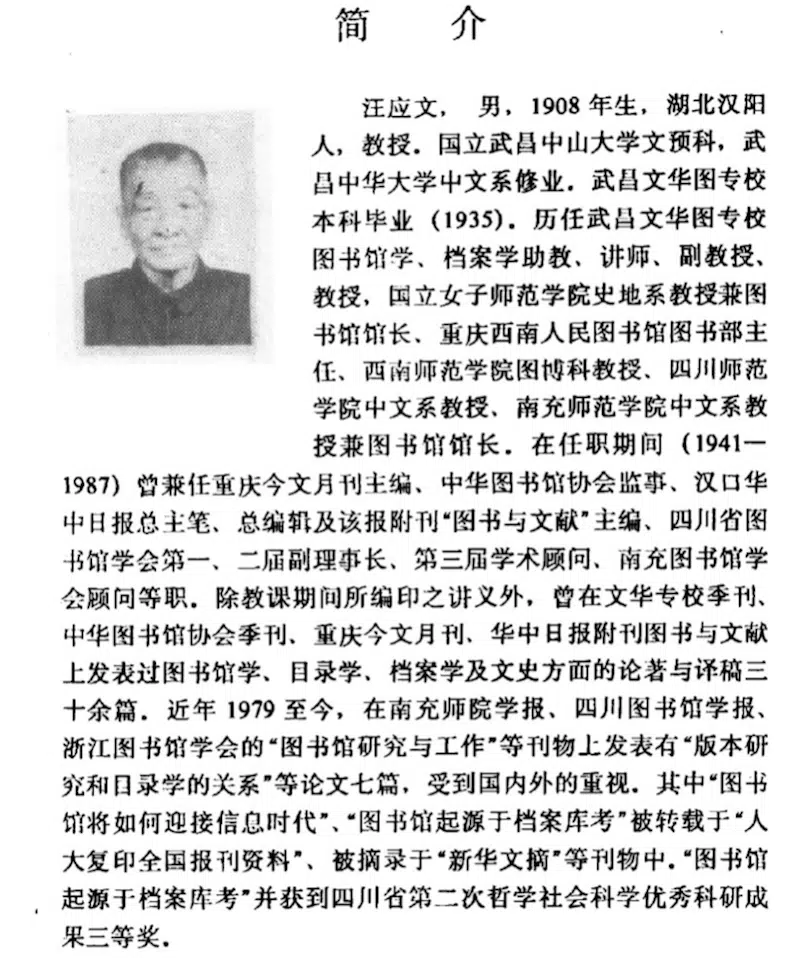 简 介
汪应文, 男, 1908 年生, 湖北汉阳
人, 教授. 国立武昌中山大学文预科, 武
昌中华大学中文系修业. 武昌文华图专校
本科毕业 (1935). 历任武昌文华图专校
图书馆学、档案学助教、讲师、副教授、
教授, 国立女子师范学院史地系教授兼图
书馆馆长、重庆西南人民图书馆图书部主
任、西南师范学院图博科教授、四川师范
学院中文系教授、南充师范学院中文系教
授兼图书馆馆长. 在任职期间 (1941—
1987) 曾兼任重庆今文月刊主编、中华图书馆协会监事、汉口华
中日报总主笔、总编辑及该报附刊“图书与文献”主编、四川省图
书馆学会第一、二届副理事长、第三届学术顾问、南充图书馆学
会顾问等职. 除教课期间所编印之讲义外, 曾在文华专校季刊、
中华图书馆协会季刊、重庆今文月刊、华中日报附刊图书与文献
上发表过图书馆学、目录学、档案学及文史方面的论著与译稿三
十余篇. 近年 1979 至今, 在南充师院学报、四川图书馆学报、
浙江图书馆学会的“图书馆研究与工作”等刊物上发表有“版本研
究和目录学的关系”等论文七篇, 受到国内外的重视. 其中“图书
馆将如何迎接信息时代”、“图书馆起源于档案库考”被转载于“人
大复印全国报刊资料”、被摘录于“新华文摘”等刊物中. “图书馆
起源于档案库考”并获到四川省第二次哲学社会科学优秀科研成
果三等奖.